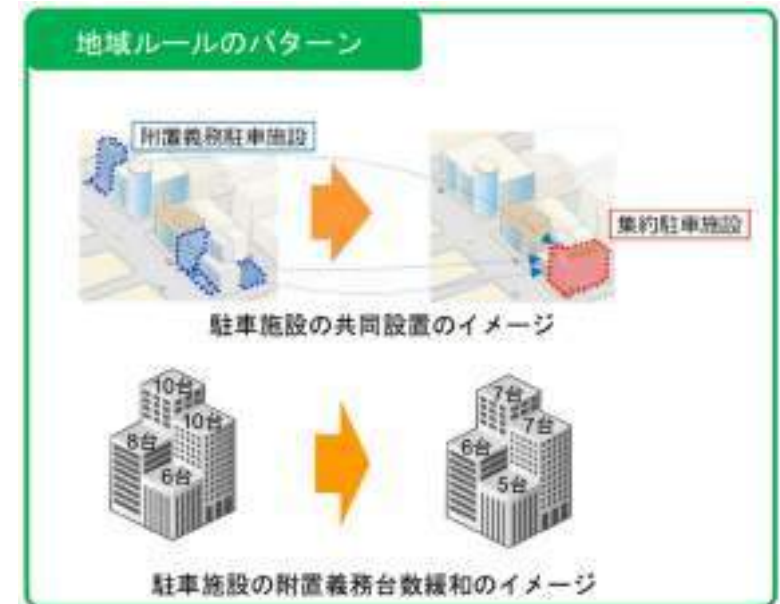 地域ルールのパターン
附置義務駐車施設
集約駐車施設
駐車施設の共同設置のイメージ
10台
10台
8台
6台
7台
7台
6台
5台
駐車施設の附置義務台数緩和のイメージ